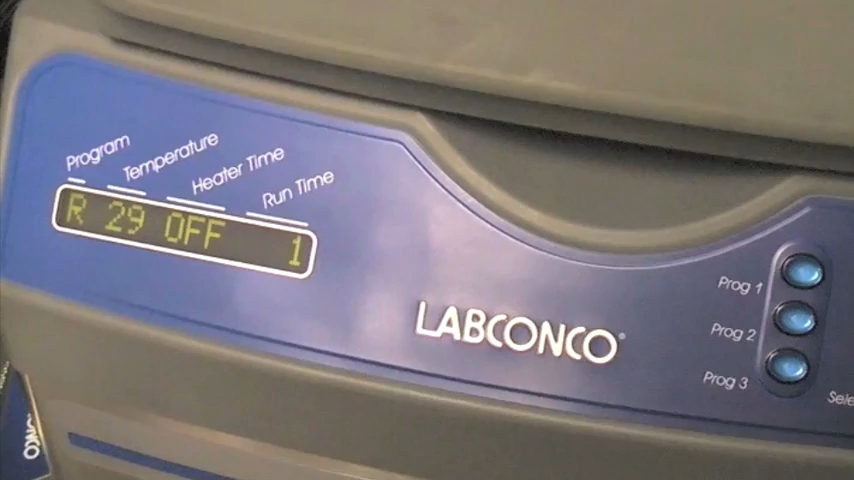 Program
Temperature
Heater Time
Run Time
R 29 OFF 1
LABCONCO®
Prog 1
Prog 2
Prog 3